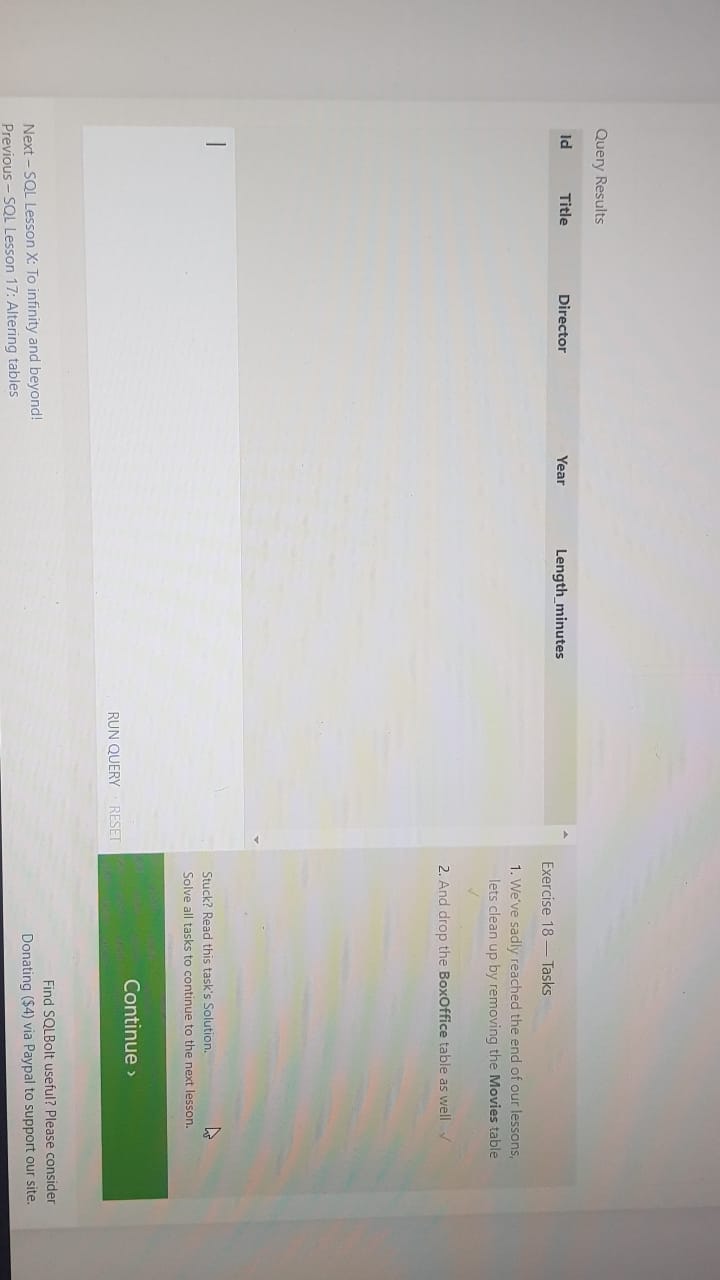 Query Results
Id Title Director Year Length_minutes
Exercise 18 — Tasks
1. We've sadly reached the end of our lessons,
lets clean up by removing the Movies table
✓
2. And drop the BoxOffice table as well ✓
Stuck? Read this task's Solution.
Solve all tasks to continue to the next lesson.
RUN QUERY RESET
Continue ›
Next – SQL Lesson X: To infinity and beyond!
Previous – SQL Lesson 17: Altering tables
Find SQLBolt useful? Please consider
Donating ($4) via Paypal to support our site.